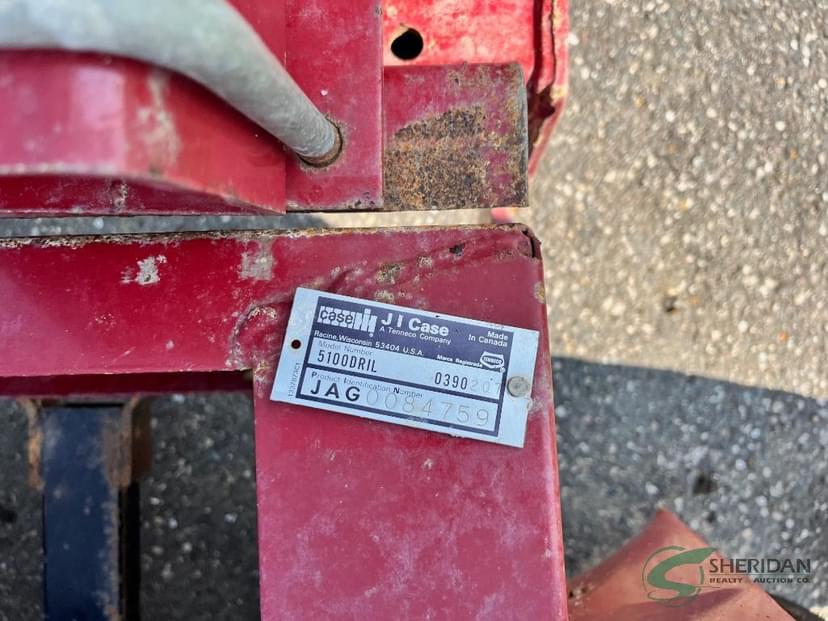 case IH J I Case
A Tenneco Company
Made
in Canada
Racine, Wisconsin 53404 U.S.A.
Marca Registrada
TENNECO
Model Number
5100DRIL
Product Identification Number
JAG0084759
SHERIDAN
REALTY & AUCTION CO.